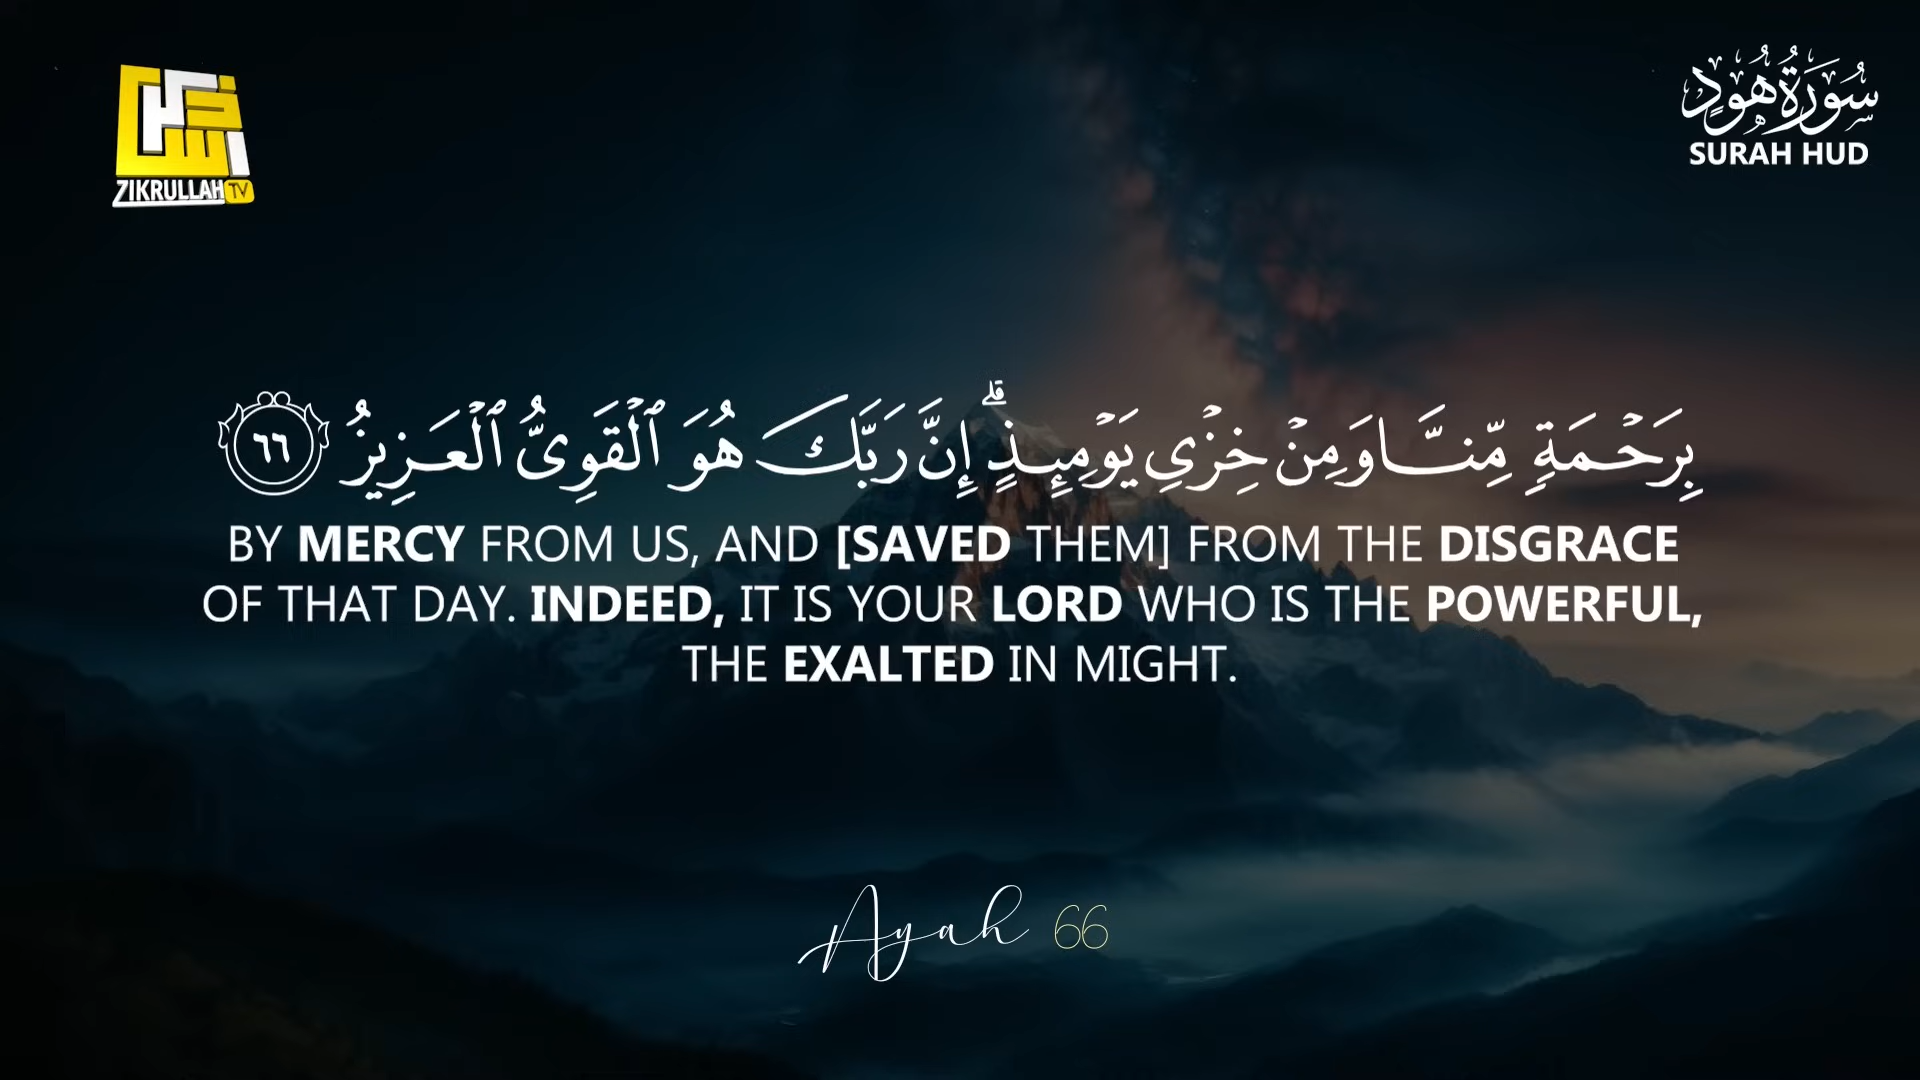 ZIKRULLAH TV
سُورَةُ هُودٍ
SURAH HUD
بِرَحْمَةٍ مِّنَّا وَمِنْ خِزْىِ يَوْمِئِذٍ ۗ إِنَّ رَبَّكَ هُوَ ٱلْقَوِىُّ ٱلْعَزِيزُ ٦٦
BY MERCY FROM US, AND [SAVED THEM] FROM THE DISGRACE
OF THAT DAY. INDEED, IT IS YOUR LORD WHO IS THE POWERFUL,
THE EXALTED IN MIGHT.
Ayah 66